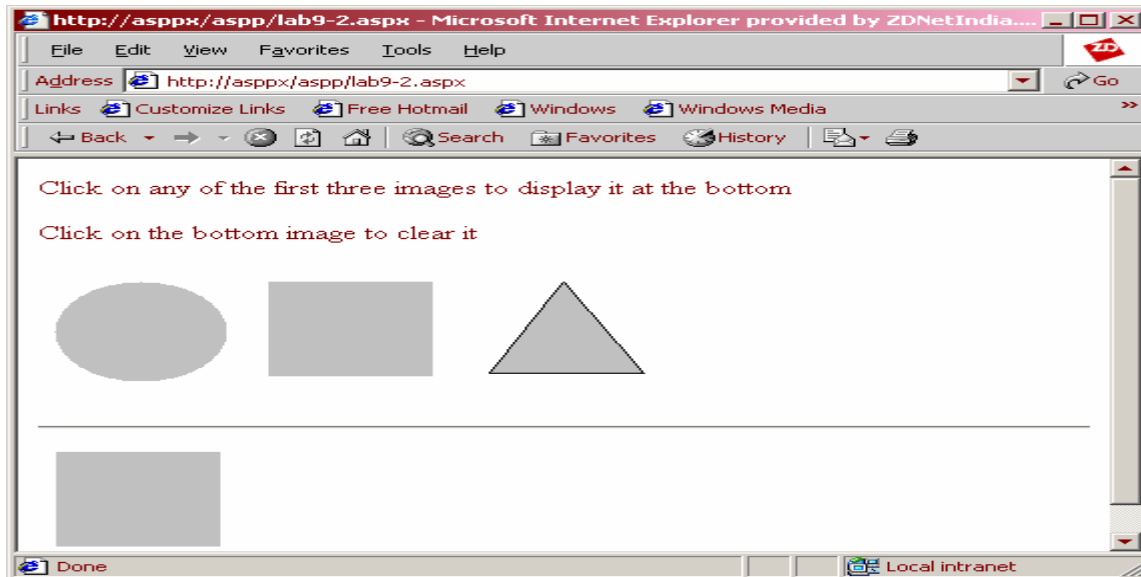 http://asppx/aspp/lab9-2.aspx - Microsoft Internet Explorer provided by ZDNetIndia....
File Edit View Favorites Tools Help
ZD
Address http://asppx/aspp/lab9-2.aspx Go
Links Customize Links Free Hotmail Windows Windows Media »
Back Search Favorites History
Click on any of the first three images to display it at the bottom
Click on the bottom image to clear it
Done Local intranet